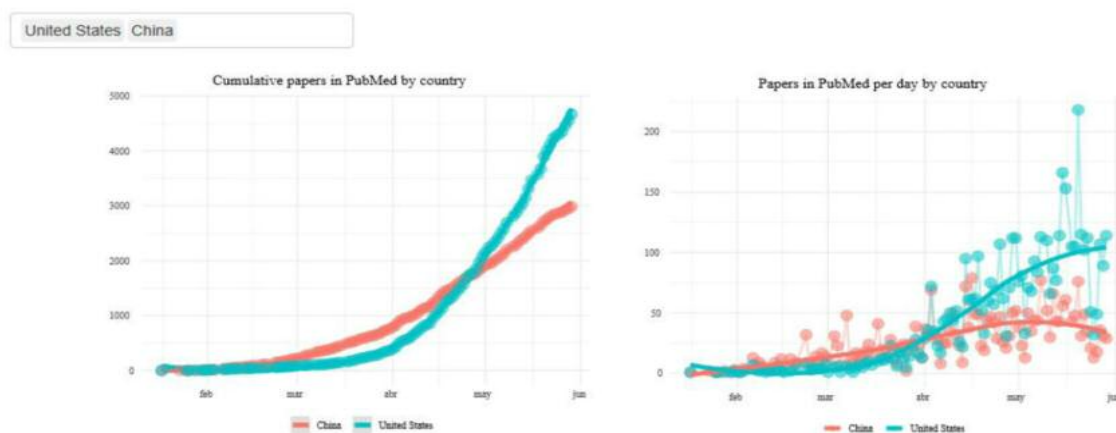 United States China
Cumulative papers in PubMed by country
5000
4000
3000
2000
1000
0
feb mar abr may jun
China United States
Papers in PubMed per day by country
200
150
100
50
0
feb mar abr may ju
China United States